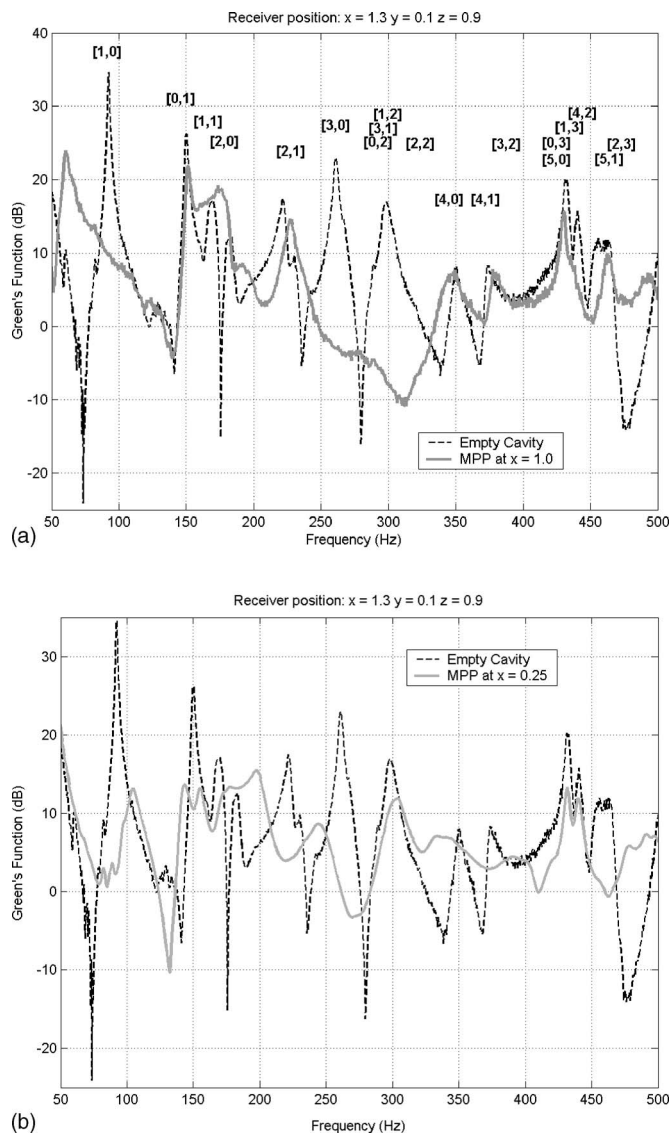 Receiver position: x = 1.3 y = 0.1 z = 0.9
40
30
20
10
0
-10
-20
Green's Function (dB)
[1,0]
[0,1]
[1,1]
[2,0]
[2,1]
[3,0]
[1,2]
[3,1]
[0,2]
[2,2]
[4,0]
[4,1]
[3,2]
[4,2]
[1,3]
[0,3]
[5,0]
[2,3]
[5,1]
Empty Cavity
MPP at x = 1.0
50 100 150 200 250 300 350 400 450 500
Frequency (Hz)
(a)
Receiver position: x = 1.3 y = 0.1 z = 0.9
30
20
10
0
-10
-20
Green's Function (dB)
Empty Cavity
MPP at x = 0.25
50 100 150 200 250 300 350 400 450 500
Frequency (Hz)
(b)